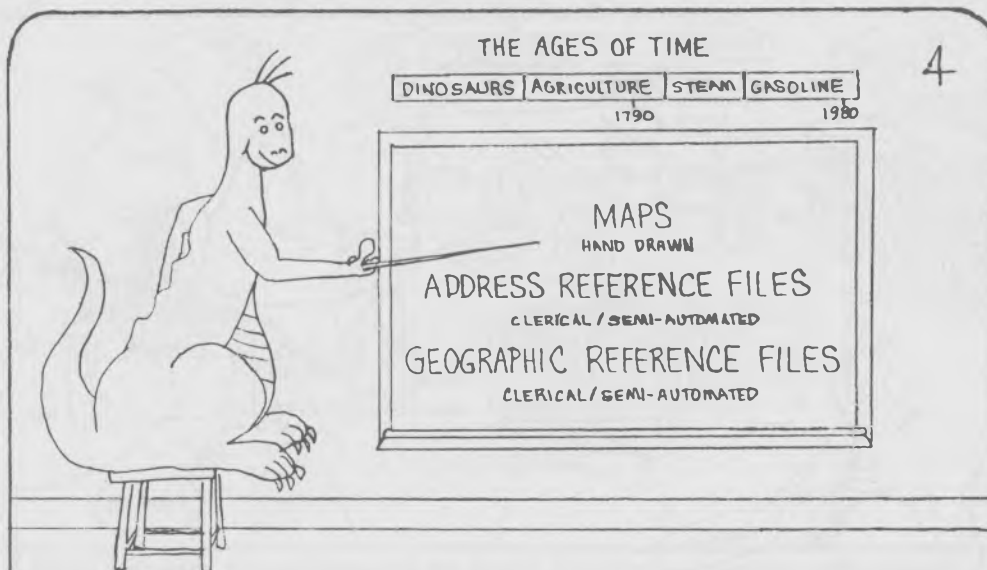 THE AGES OF TIME
4
DINOSAURS AGRICULTURE STEAM GASOLINE
1790 1980
MAPS
HAND DRAWN
ADDRESS REFERENCE FILES
CLERICAL / SEMI-AUTOMATED
GEOGRAPHIC REFERENCE FILES
CLERICAL/SEMI-AUTOMATED